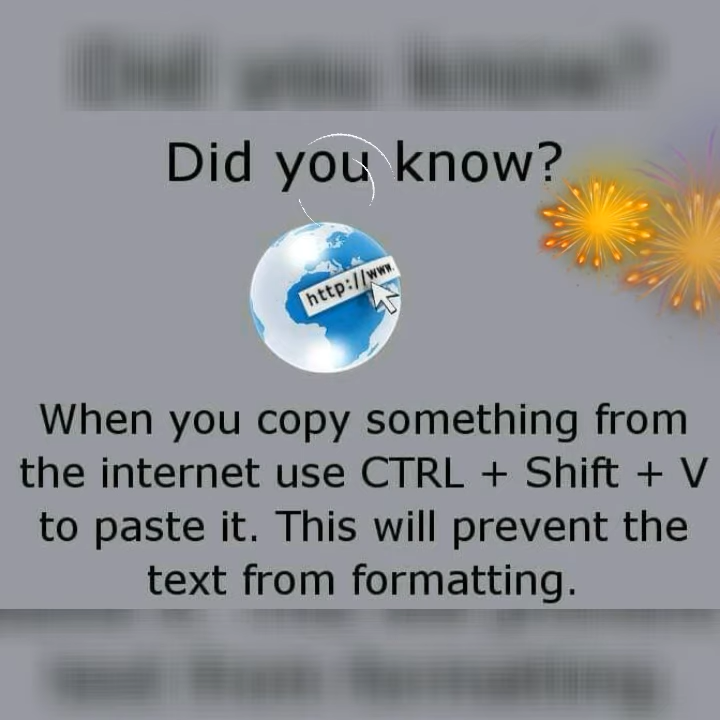 Did you know?
http://www.
When you copy something from
the internet use CTRL + Shift + V
to paste it. This will prevent the
text from formatting.